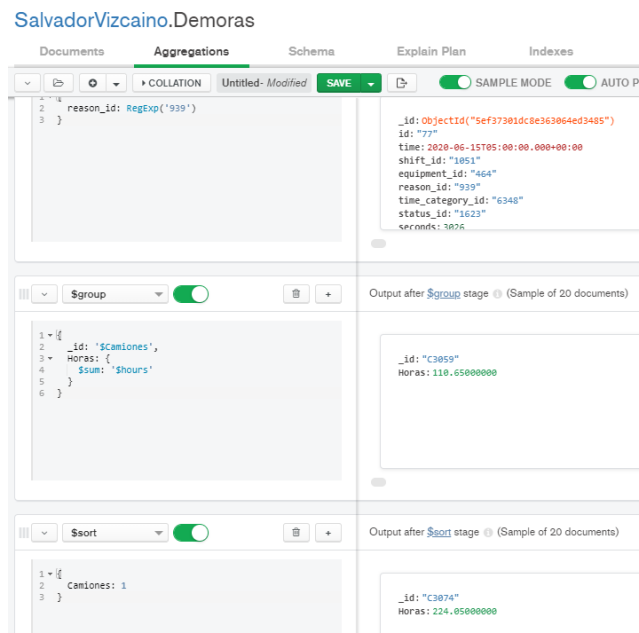 SalvadorVizcaino.Demoras
Documents Aggregations Schema Explain Plan Indexes
COLLATION Untitled- Modified SAVE SAMPLE MODE AUTO P
2 reason_id: RegExp('939')
3 }
_id: ObjectId("5ef37301dc8e363064ed3485")
id: "77"
time: 2020-06-15T05:00:00.000+00:00
shift_id: "1051"
equipment_id: "464"
reason_id: "939"
time_category_id: "6348"
status_id: "1623"
seconds: 3026
$group + Output after $group stage (Sample of 20 documents)
1 {
2 _id: '$Camiones',
3 Horas: {
4 $sum: '$hours'
5 }
6 }
_id: "C3059"
Horas: 110.65000000
$sort + Output after $sort stage (Sample of 20 documents)
1 {
2 Camiones: 1
3 }
_id: "C3074"
Horas: 224.05000000